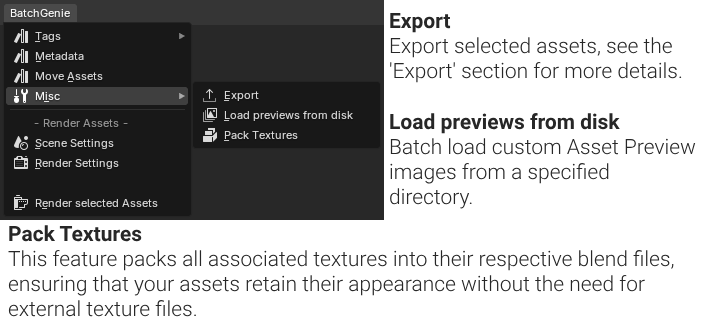 BatchGenie
Tags
Metadata
Move Assets
Misc
- Render Assets -
Scene Settings
Render Settings
Render selected Assets
Export
Load previews from disk
Pack Textures
Export
Export selected assets, see the
'Export' section for more details.
Load previews from disk
Batch load custom Asset Preview
images from a specified
directory.
Pack Textures
This feature packs all associated textures into their respective blend files,
ensuring that your assets retain their appearance without the need for
external texture files.